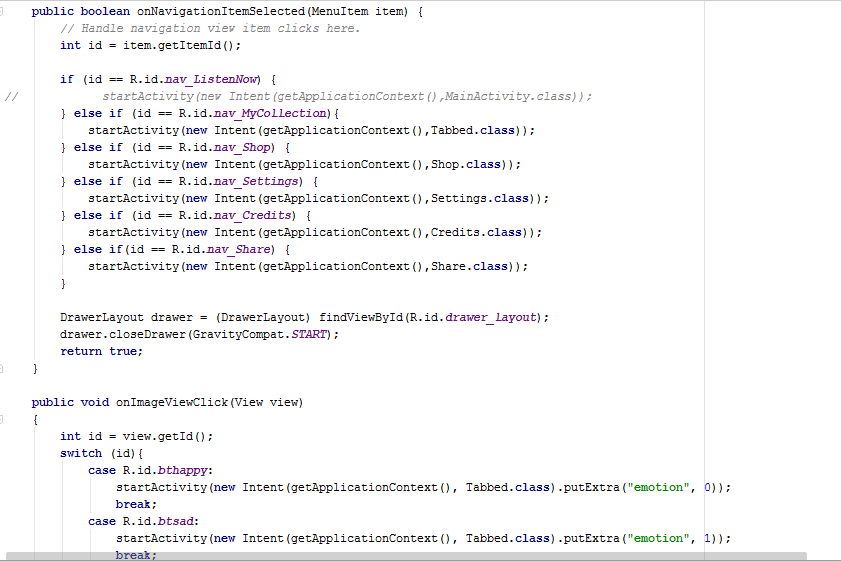 public boolean onNavigationItemSelected(MenuItem item) {
    // Handle navigation view item clicks here.
    int id = item.getItemId();

    if (id == R.id.nav_ListenNow) {
//            startActivity(new Intent(getApplicationContext(),MainActivity.class));
    } else if (id == R.id.nav_MyCollection){
        startActivity(new Intent(getApplicationContext(),Tabbed.class));
    } else if (id == R.id.nav_Shop) {
        startActivity(new Intent(getApplicationContext(),Shop.class));
    } else if (id == R.id.nav_Settings) {
        startActivity(new Intent(getApplicationContext(),Settings.class));
    } else if (id == R.id.nav_Credits) {
        startActivity(new Intent(getApplicationContext(),Credits.class));
    } else if(id == R.id.nav_Share) {
        startActivity(new Intent(getApplicationContext(),Share.class));
    }

    DrawerLayout drawer = (DrawerLayout) findViewById(R.id.drawer_layout);
    drawer.closeDrawer(GravityCompat.START);
    return true;
}

public void onImageViewClick(View view)
{
    int id = view.getId();
    switch (id){
        case R.id.bthappy:
            startActivity(new Intent(getApplicationContext(), Tabbed.class).putExtra("emotion", 0));
            break;
        case R.id.btsad:
            startActivity(new Intent(getApplicationContext(), Tabbed.class).putExtra("emotion", 1));
            break;